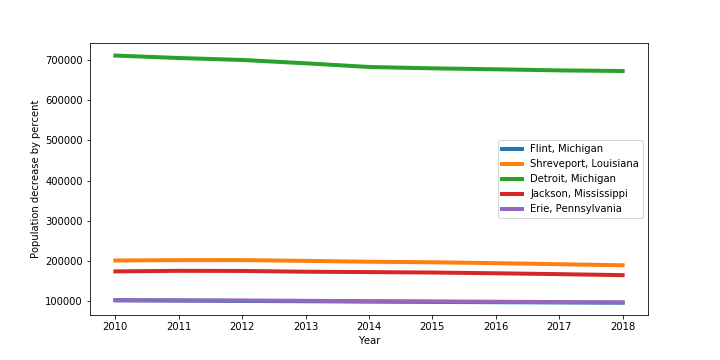 700000
600000
500000
400000
300000
200000
100000
Population decrease by percent
Flint, Michigan
Shreveport, Louisiana
Detroit, Michigan
Jackson, Mississippi
Erie, Pennsylvania
2010 2011 2012 2013 2014 2015 2016 2017 2018
Year